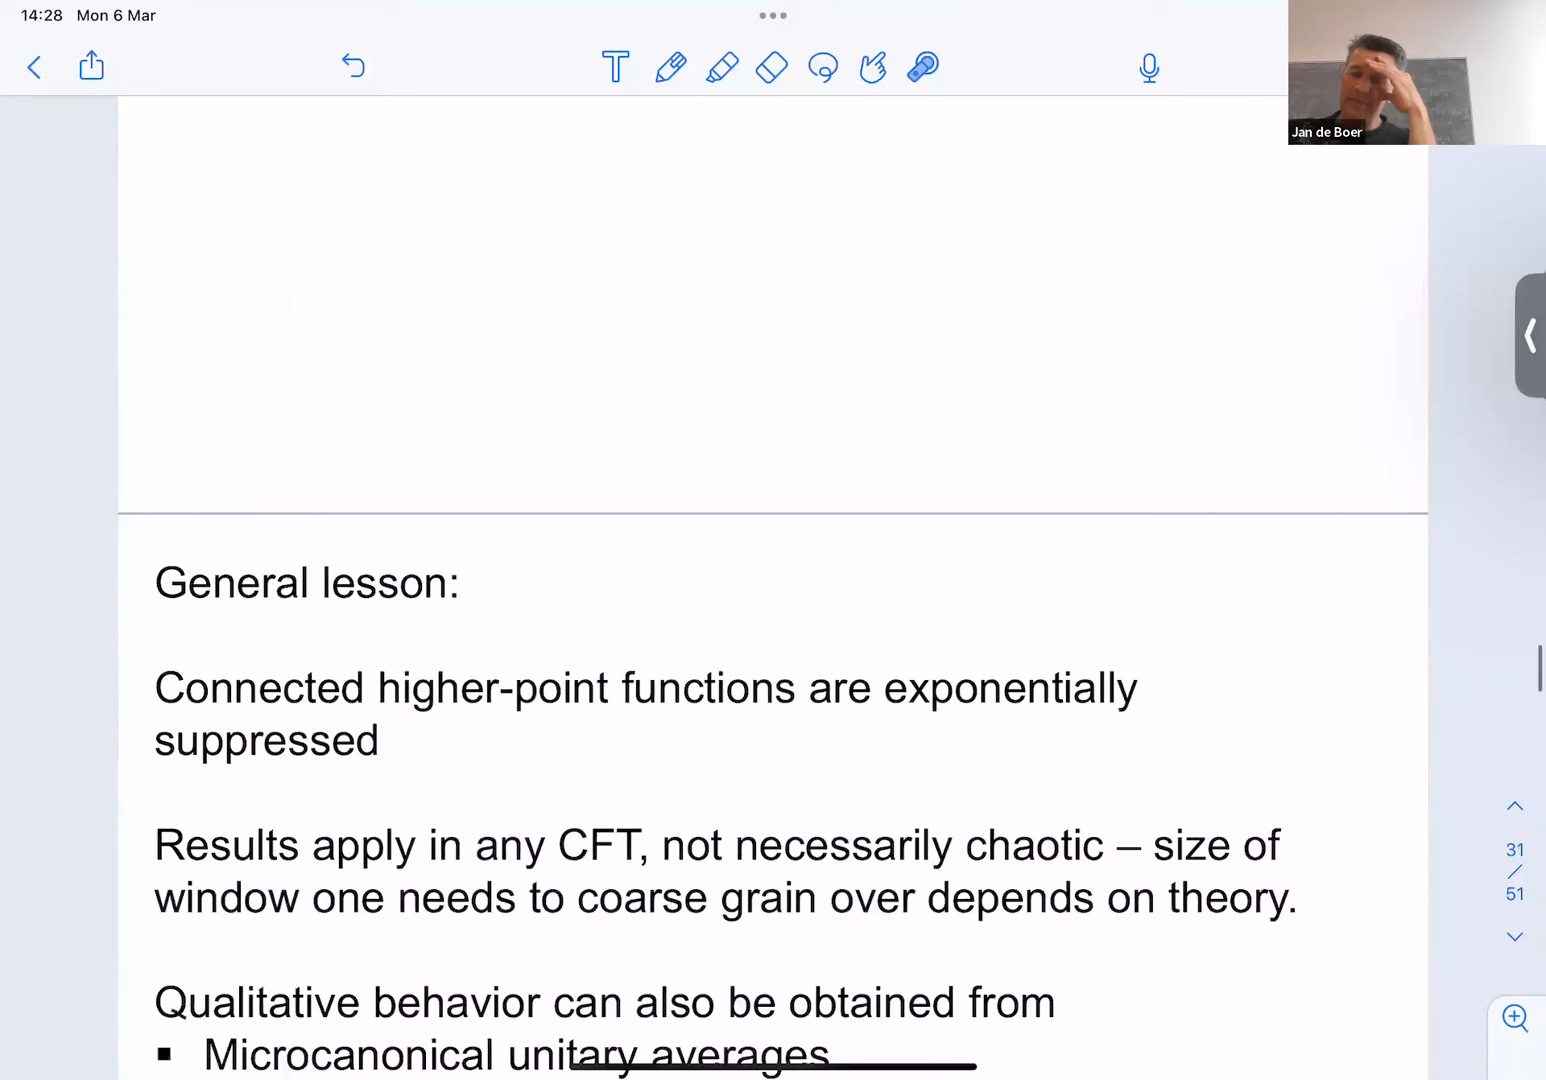 14:28 Mon 6 Mar
Jan de Boer
General lesson:
Connected higher-point functions are exponentially
suppressed
Results apply in any CFT, not necessarily chaotic – size of
window one needs to coarse grain over depends on theory.
31
/
51
Qualitative behavior can also be obtained from
▪ Microcanonical unitary averages